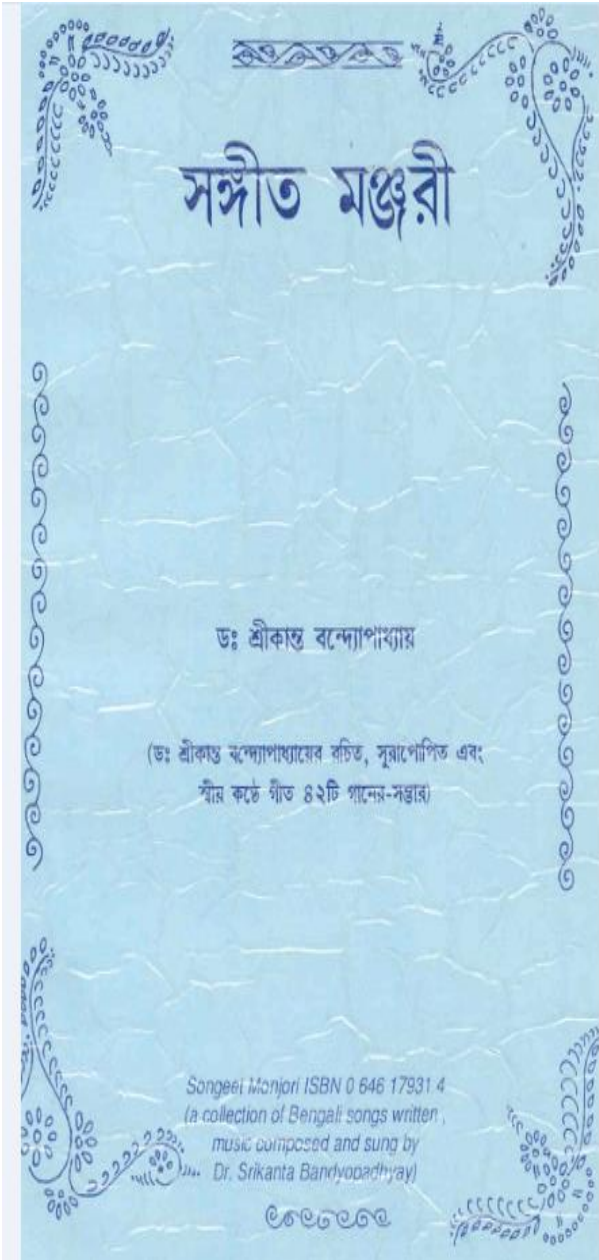 সঙ্গীত মঞ্জরী
ডঃ শ্রীকান্ত বন্দ্যোপাধ্যায়
(ডঃ শ্রীকান্ত বন্দ্যোপাধ্যায়ের রচিত, সুরারোপিত এবং
স্বীয় কণ্ঠে গীত ৪২টি গানের-সম্ভার)
Songeet Monjori ISBN 0 646 17931 4
(a collection of Bengali songs written ,
music composed and sung by
Dr. Srikanta Bandyopadhyay)